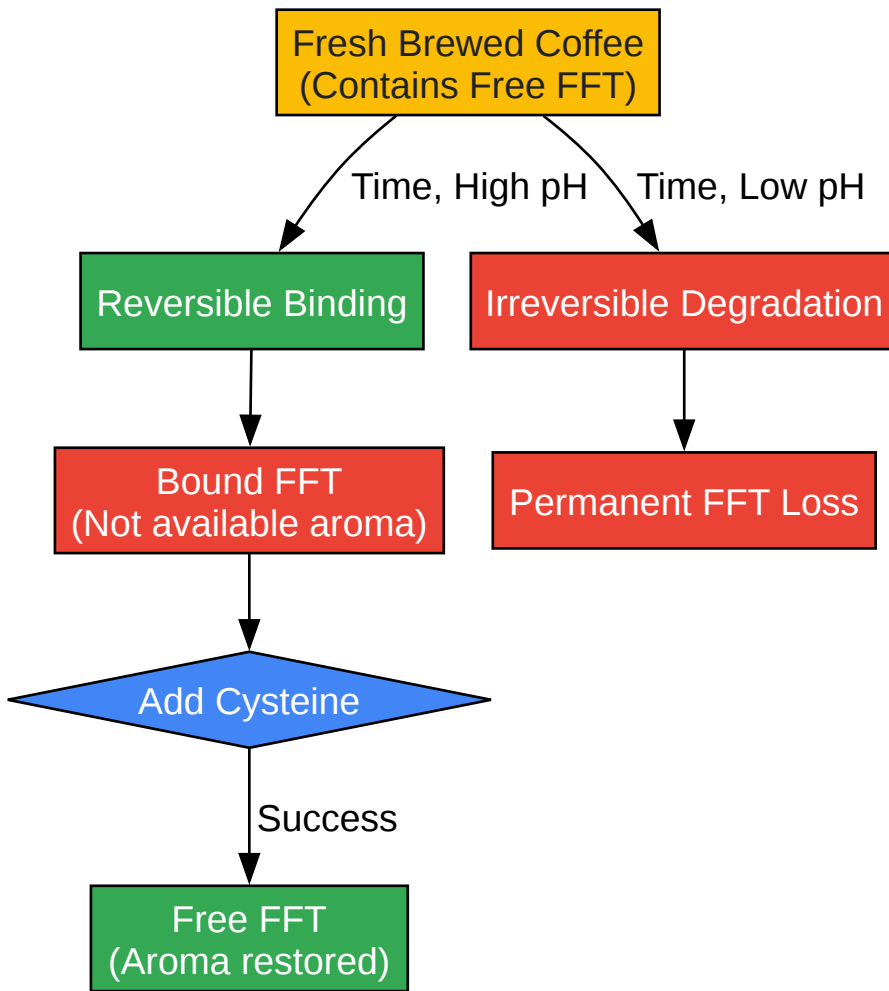 Fresh Brewed Coffee
(Contains Free FFT)
Time, High pH
Time, Low pH
Reversible Binding
Irreversible Degradation
Bound FFT
(Not available aroma)
Permanent FFT Loss
Add Cysteine
Success
Free FFT
(Aroma restored)